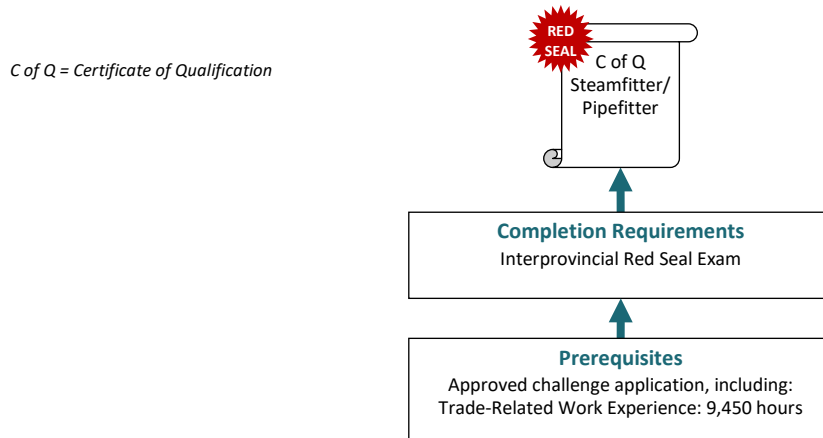 RED
SEAL
C of Q
Steamfitter/
Pipefitter
C of Q = Certificate of Qualification
Completion Requirements
Interprovincial Red Seal Exam
Prerequisites
Approved challenge application, including:
Trade-Related Work Experience: 9,450 hours